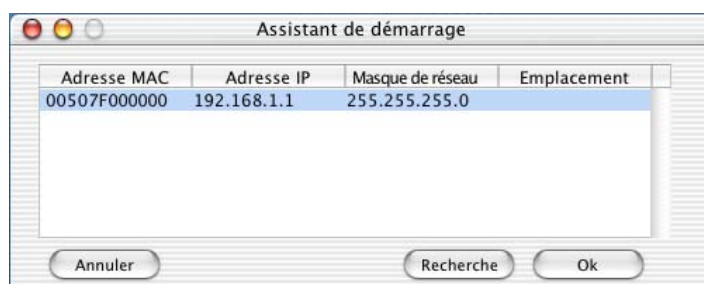 Assistant de démarrage
Adresse MAC Adresse IP Masque de réseau Emplacement
00507F000000 192.168.1.1 255.255.255.0
Annuler Recherche Ok